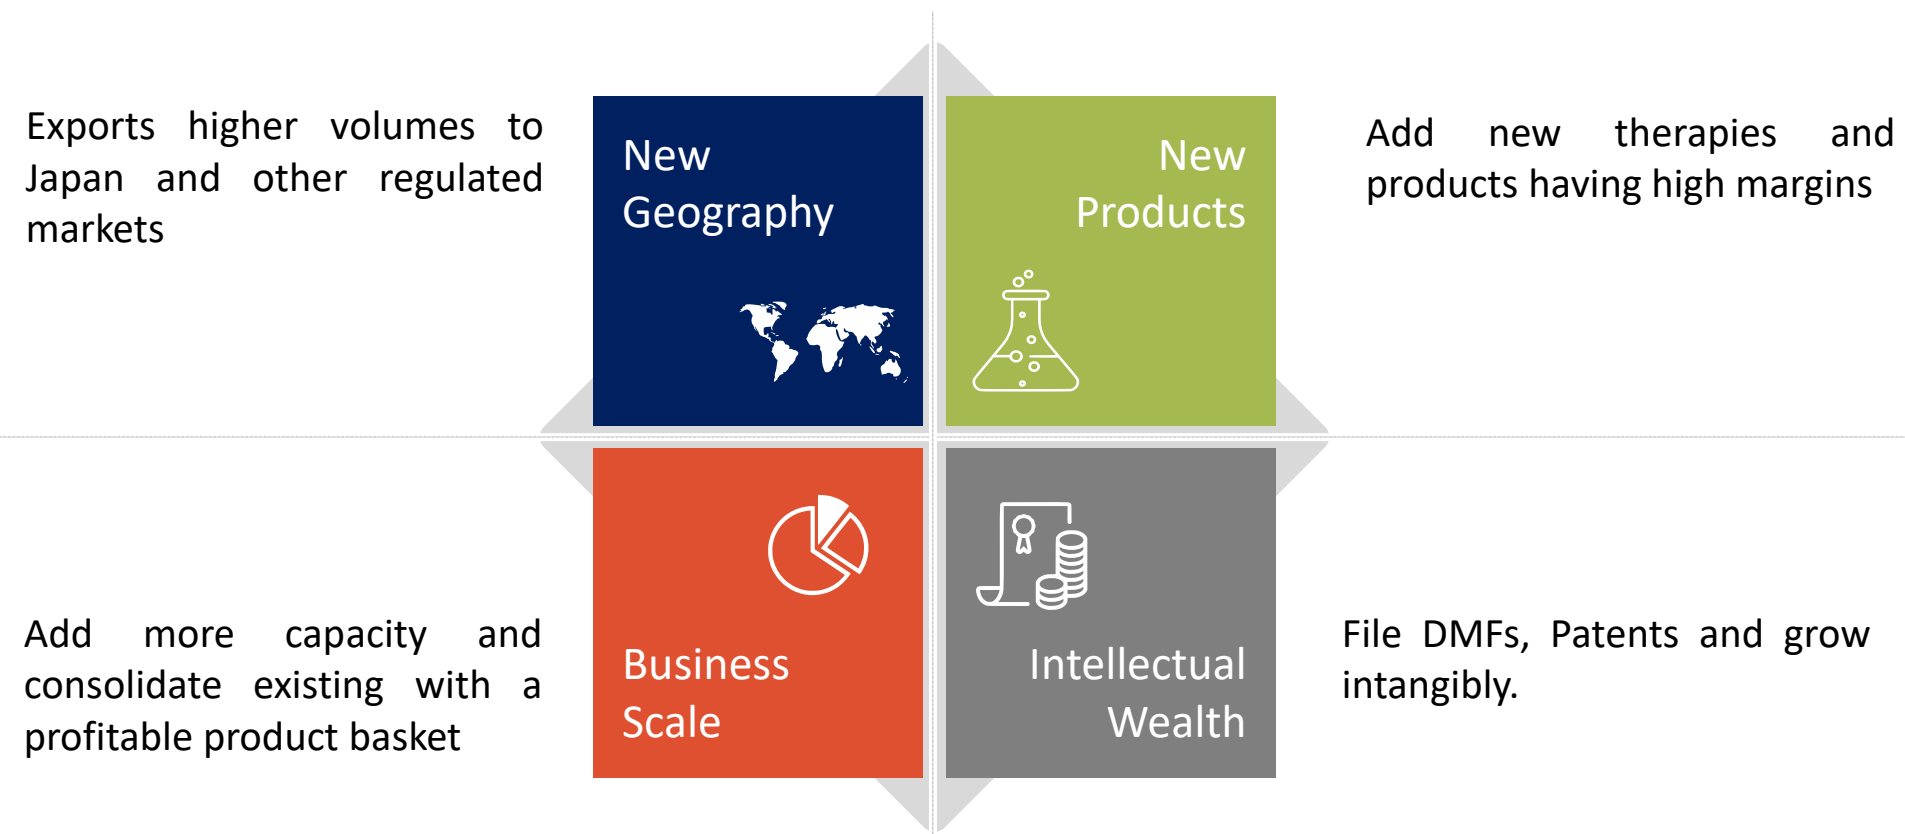 Exports higher volumes to
Japan and other regulated
markets
New
Geography
New
Products
Add new therapies and
products having high margins
Add more capacity and
consolidate existing with a
profitable product basket
Business
Scale
Intellectual
Wealth
File DMFs, Patents and grow
intangibly.